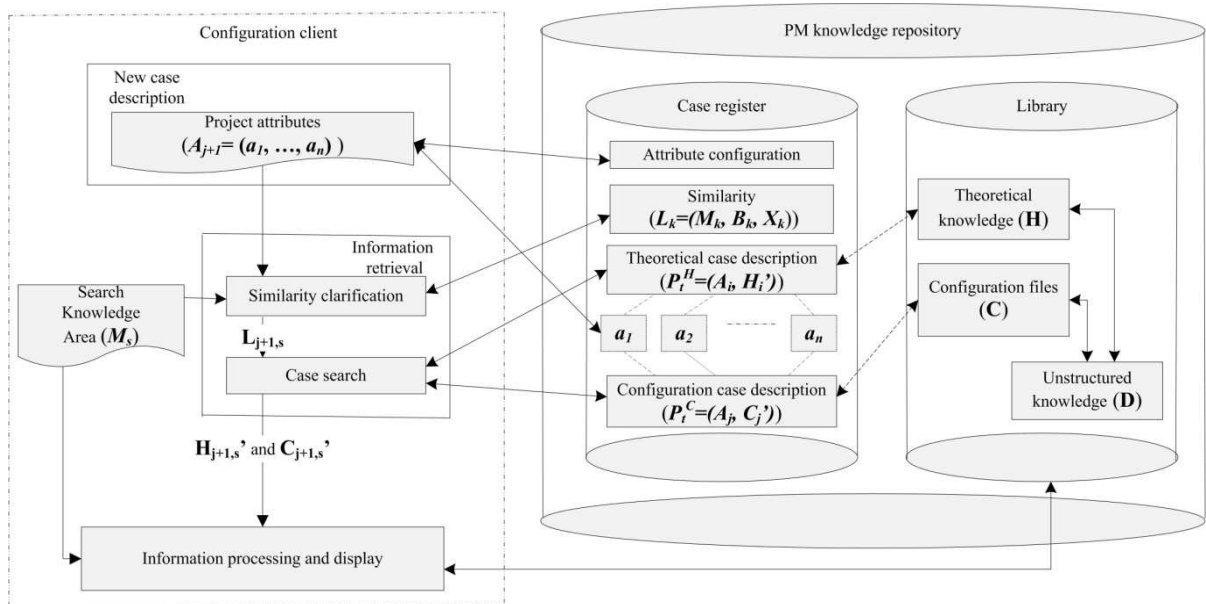 Configuration client
New case
description
Project attributes
(A_{j+1}= (a_1, …, a_n) )
Information
retrieval
Similarity clarification
Search
Knowledge
Area (M_s)
L_{j+1,s}
Case search
H_{j+1,s}’ and C_{j+1,s}’
Information processing and display
PM knowledge repository
Case register
Attribute configuration
Similarity
(L_k=(M_k, B_k, X_k))
Theoretical case description
(P_t^H=(A_i, H_i’))
a_1 a_2 a_n
Configuration case description
(P_t^C=(A_j, C_j’))
Library
Theoretical
knowledge (H)
Configuration files
(C)
Unstructured
knowledge (D)